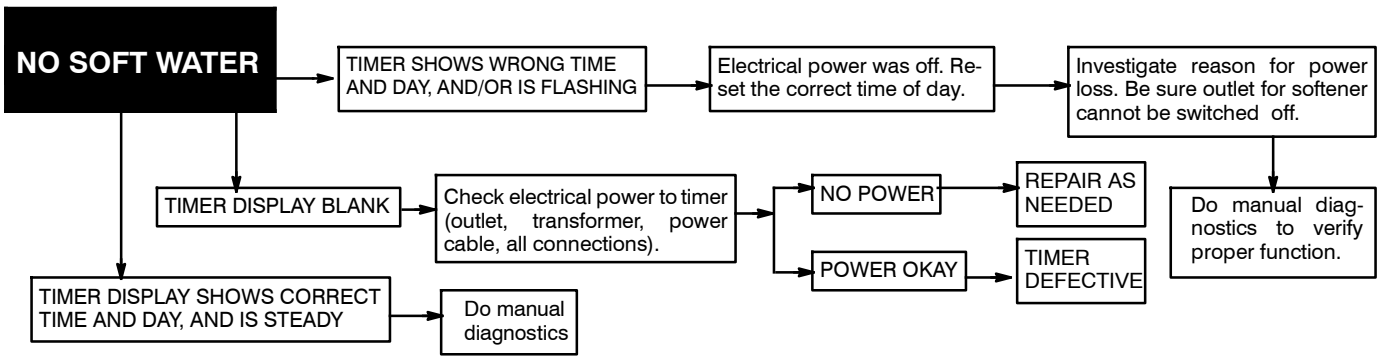 NO SOFT WATER
TIMER SHOWS WRONG TIME
AND DAY, AND/OR IS FLASHING
Electrical power was off. Re-
set the correct time of day.
Investigate reason for power
loss. Be sure outlet for softener
cannot be switched off.
Do manual diag-
nostics to verify
proper function.
TIMER DISPLAY BLANK
Check electrical power to timer
(outlet, transformer, power
cable, all connections).
NO POWER
REPAIR AS
NEEDED
POWER OKAY
TIMER
DEFECTIVE
TIMER DISPLAY SHOWS CORRECT
TIME AND DAY, AND IS STEADY
Do manual
diagnostics